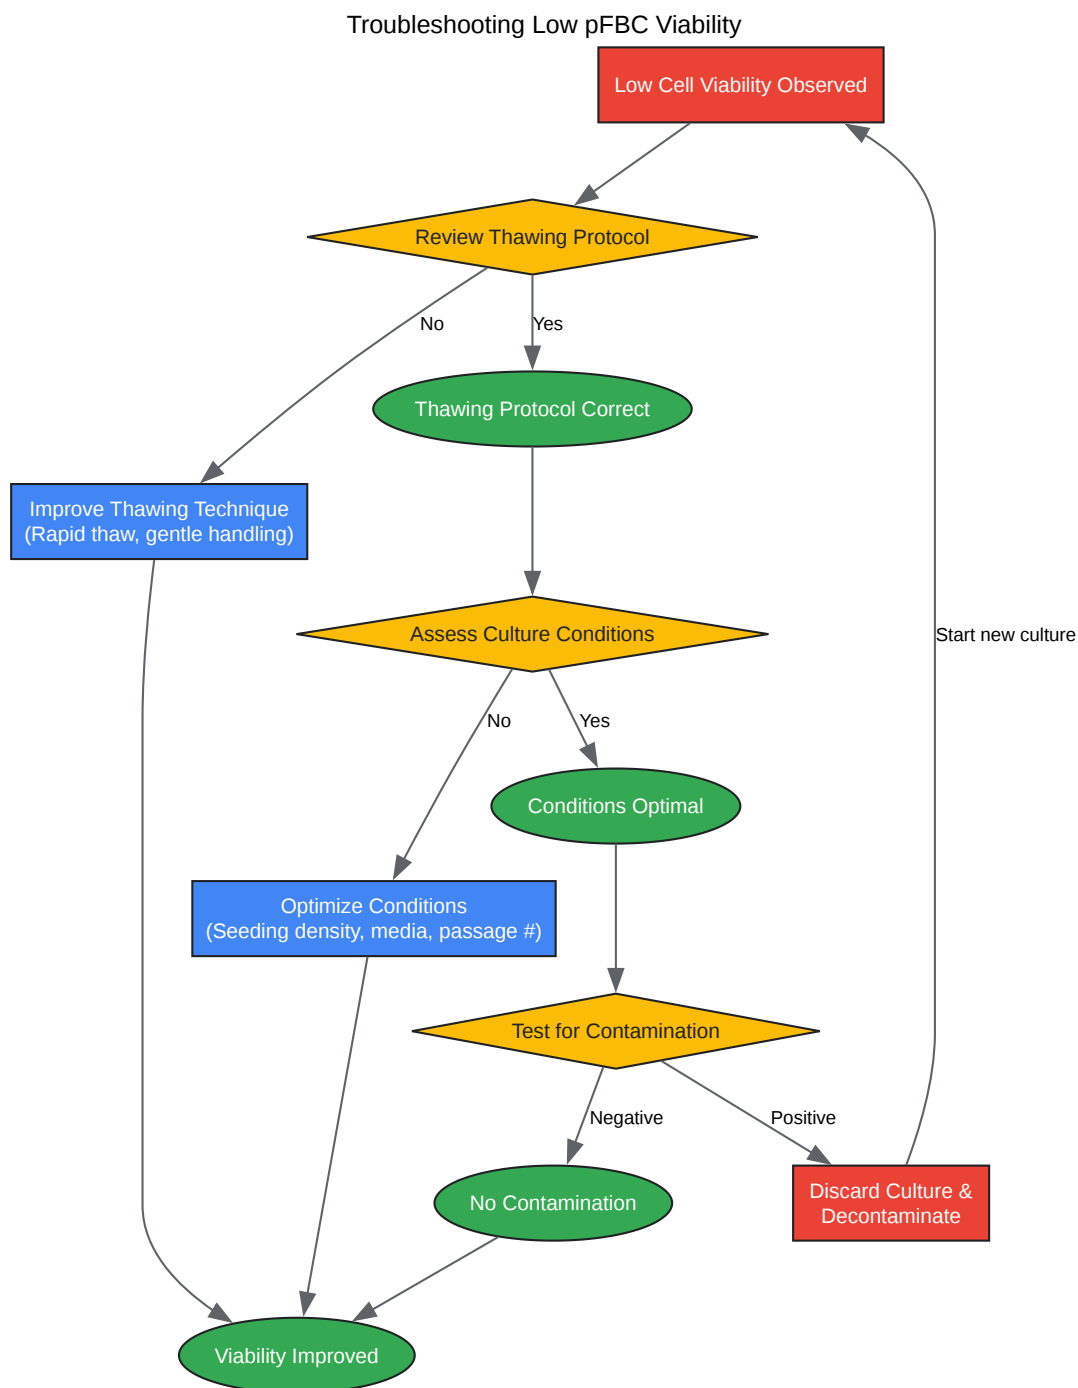 Troubleshooting Low pFBC Viability
Low Cell Viability Observed
Review Thawing Protocol
No
Yes
Thawing Protocol Correct
Improve Thawing Technique
(Rapid thaw, gentle handling)
Assess Culture Conditions
Start new culture
No
Yes
Conditions Optimal
Optimize Conditions
(Seeding density, media, passage #)
Test for Contamination
Negative
Positive
No Contamination
Discard Culture &
Decontaminate
Viability Improved